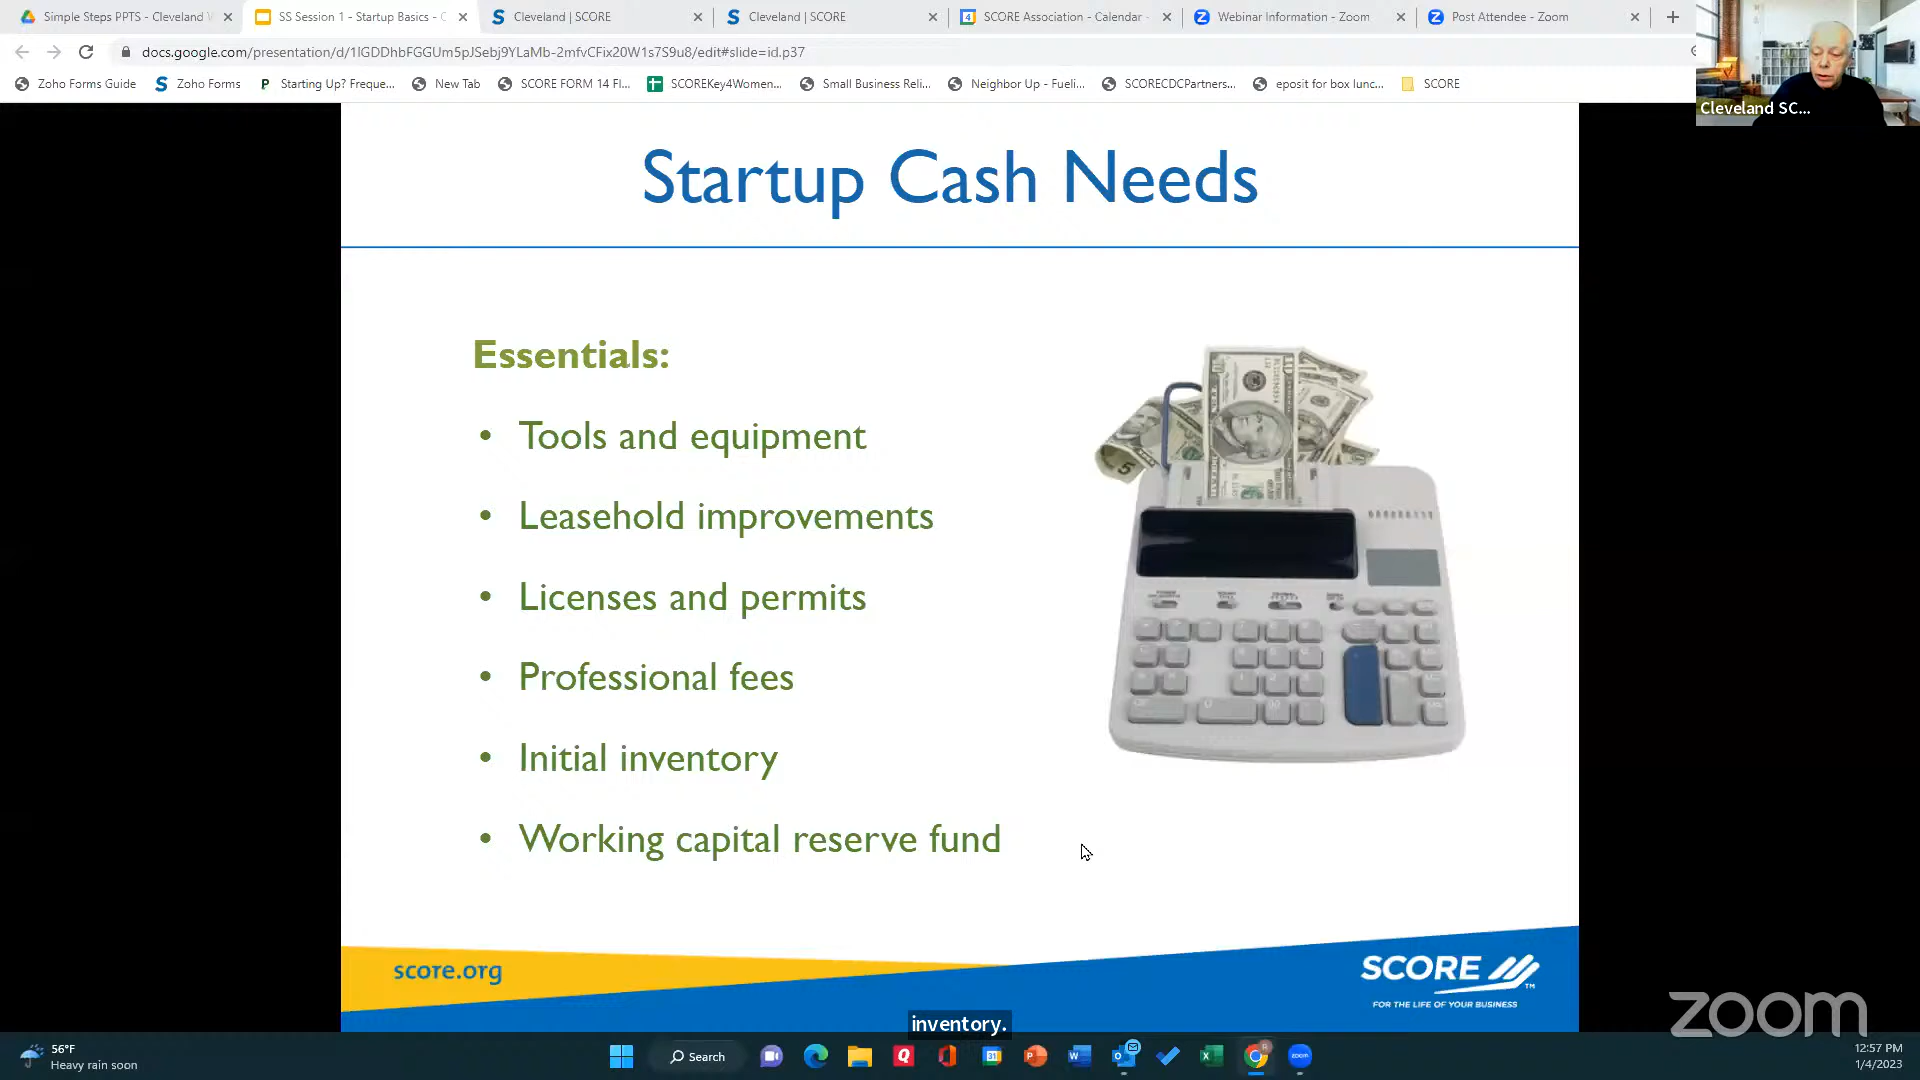 Simple Steps PPTS - Cleveland
SS Session 1 - Startup Basics -
Cleveland | SCORE
Cleveland | SCORE
SCORE Association - Calendar
Webinar Information - Zoom
Post Attendee - Zoom
docs.google.com/presentation/d/1IGDDhbFGGUm5pJSebj9YLaMb-2mfvCFix20W1s7S9u8/edit#slide=id.p37
Zoho Forms Guide
Zoho Forms
Starting Up? Freque...
New Tab
SCORE FORM 14 Fl...
SCOREKey4Women...
Small Business Reli...
Neighbor Up - Fueli...
SCORECDCPartners...
eposit for box lunc...
SCORE
Cleveland SC...
Startup Cash Needs
Essentials:
• Tools and equipment
• Leasehold improvements
• Licenses and permits
• Professional fees
• Initial inventory
• Working capital reserve fund
score.org
SCORE
TM
FOR THE LIFE OF YOUR BUSINESS
inventory.
zoom
56°F
Heavy rain soon
Search
12:57 PM
1/4/2023